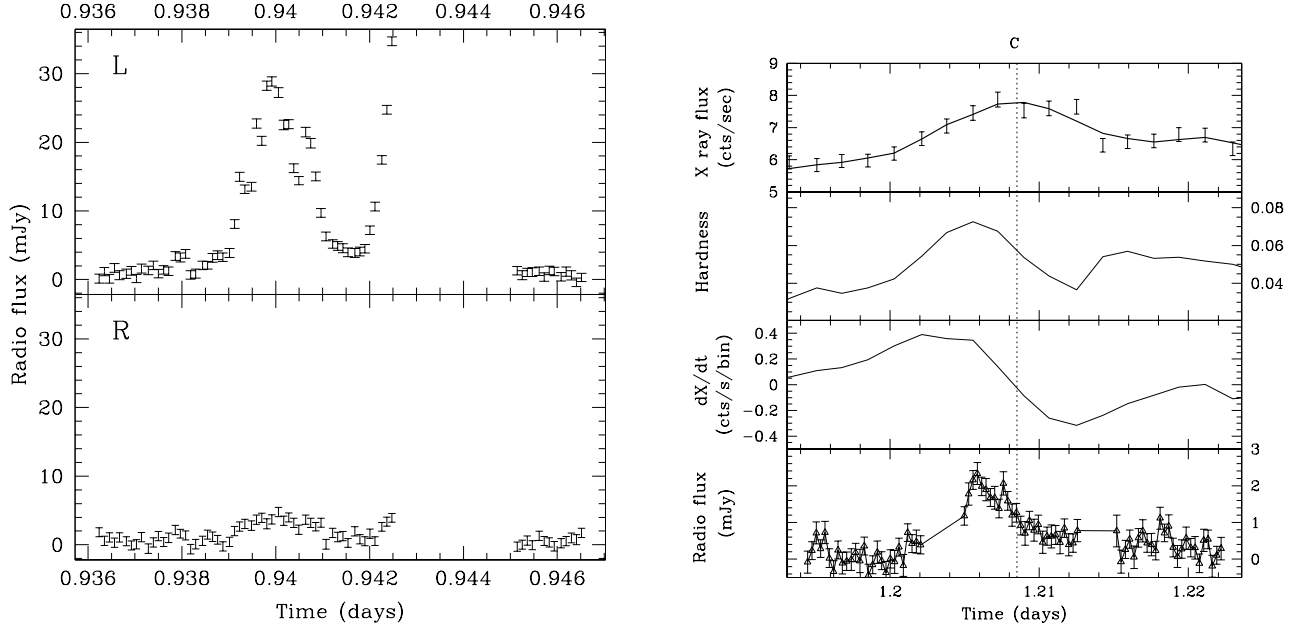 0.936 0.938 0.94 0.942 0.944 0.946
L
30
20
10
0
R
30
20
10
0
Radio flux (mJy)
0.936 0.938 0.94 0.942 0.944 0.946
Time (days)
C
X ray flux
(cts/sec)
9
8
7
6
5
Hardness
0.08
0.06
0.04
dX/dt
(cts/s/bin)
0.4
0.2
0
−0.2
−0.4
Radio flux
(mJy)
3
2
1
0
1.2 1.21 1.22
Time (days)